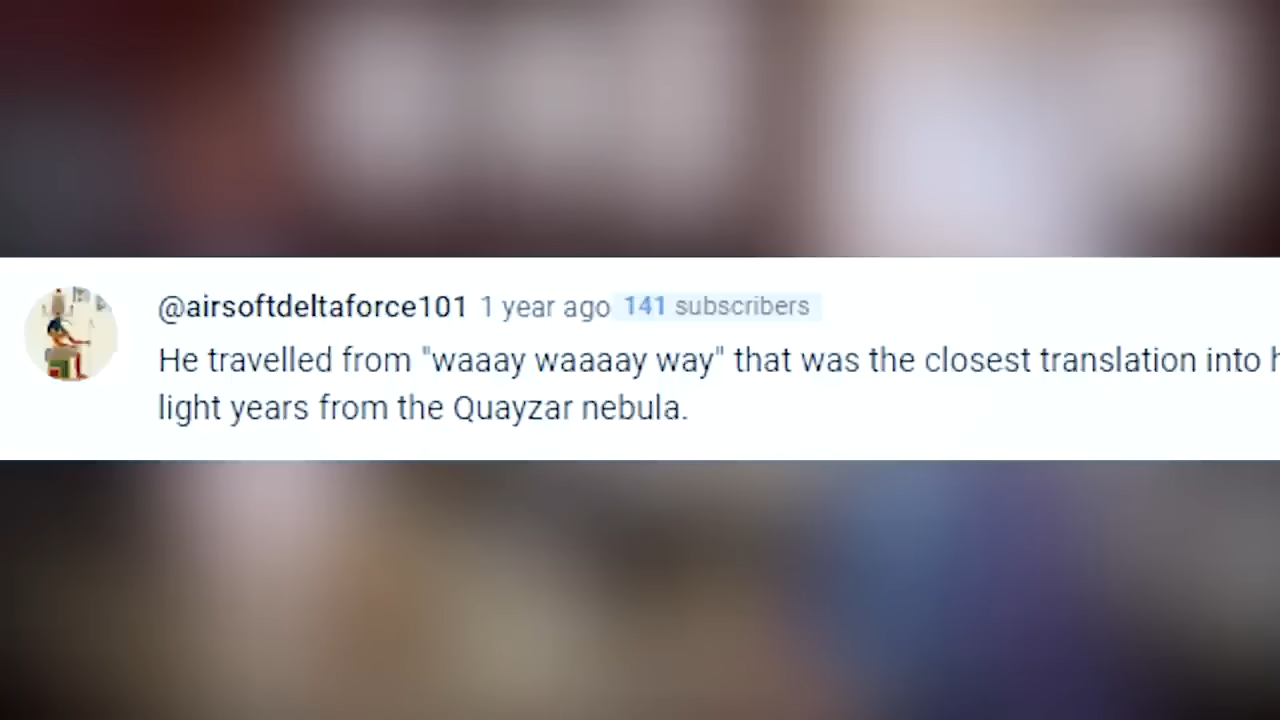 @airsoftdeltaforce101 1 year ago 141 subscribers
He travelled from "waaay waaaay way" that was the closest translation into
light years from the Quayzar nebula.